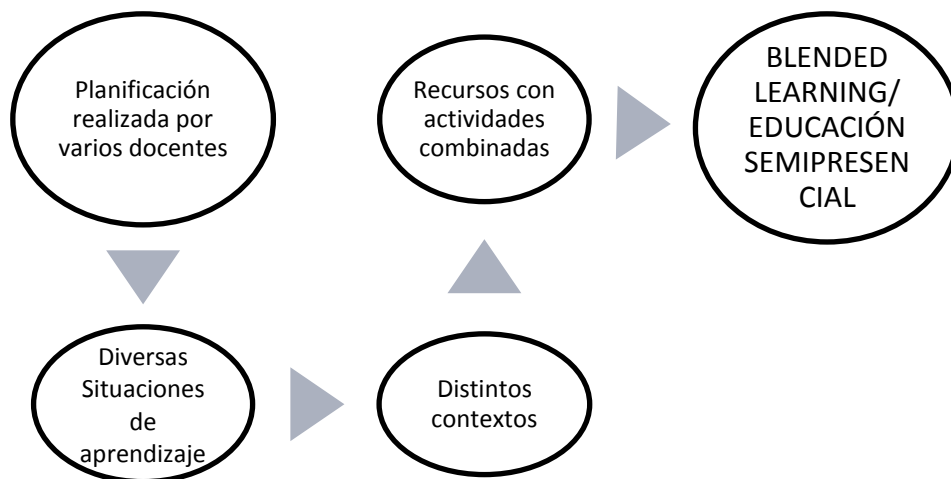 Planificación
realizada por
varios docentes
Diversas
Situaciones
de
aprendizaje
Distintos
contextos
Recursos con
actividades
combinadas
BLENDED
LEARNING/
EDUCACIÓN
SEMIPRESEN
CIAL